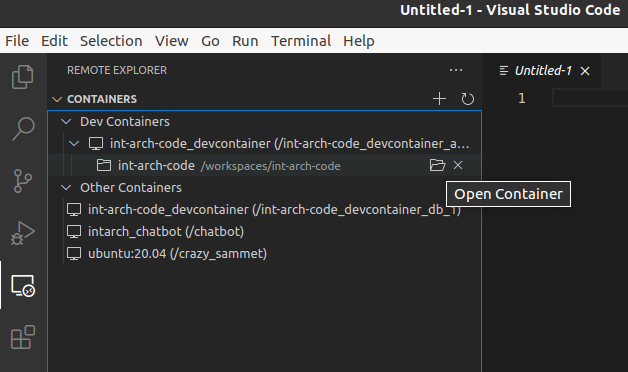 Untitled-1 - Visual Studio Code
File Edit Selection View Go Run Terminal Help
REMOTE EXPLORER ...
Untitled-1
CONTAINERS
1
Dev Containers
int-arch-code_devcontainer (/int-arch-code_devcontainer_a...
int-arch-code /workspaces/int-arch-code
Other Containers
Open Container
int-arch-code_devcontainer (/int-arch-code_devcontainer_db_1)
intarch_chatbot (/chatbot)
ubuntu:20.04 (/crazy_sammet)